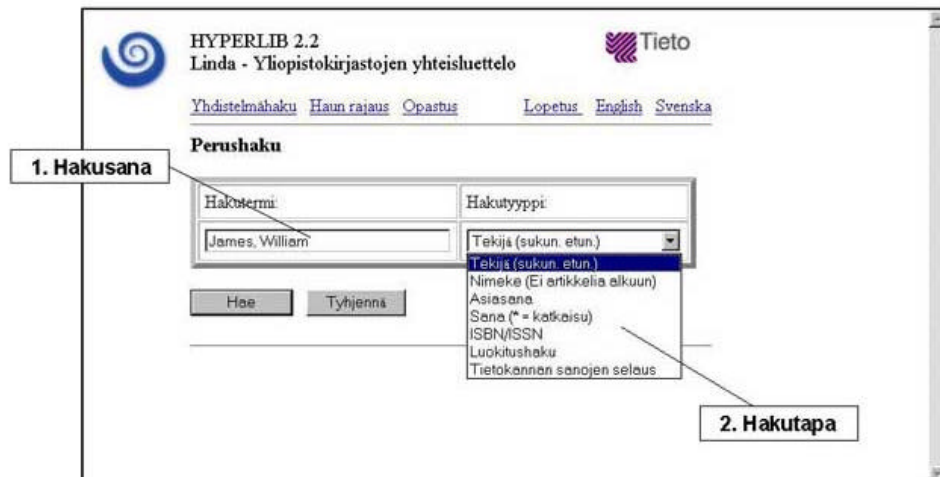 HYPERLIB 2.2
Tieto
Linda - Yliopistokirjastojen yhteisluettelo
Yhdistelmähaku Haun rajaus Opastus Lopetus English Svenska
Perushaku
1. Hakusana
Hakutermi: Hakutyyppi:
James, William Tekijä (sukun. etun.)
Tekijä (sukun. etun.)
Nimeke (Ei artikkelia alkuun)
Asiasana
Sana (* = katkaisu)
ISBN/ISSN
Luokitushaku
Tietokannan sanojen selaus
Hae Tyhjennä
2. Hakutapa